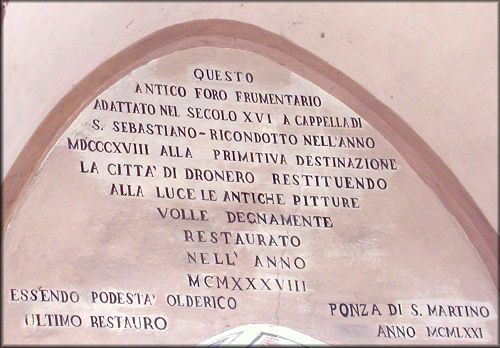 QUESTO
ANTICO FORO FRUMENTARIO
ADATTATO NEL SECOLO XVI A CAPPELLA DI
S. SEBASTIANO-RICONDOTTO NELL'ANNO
MDCCCXVIII ALLA PRIMITIVA DESTINAZIONE
LA CITTA' DI DRONERO RESTITUENDO
ALLA LUCE LE ANTICHE PITTURE
VOLLE DEGNAMENTE
RESTAURATO
NELL' ANNO
MCMXXXVIII
ESSENDO PODESTA' OLDERICO PONZA DI S. MARTINO
ULTIMO RESTAURO ANNO MCMLXXI